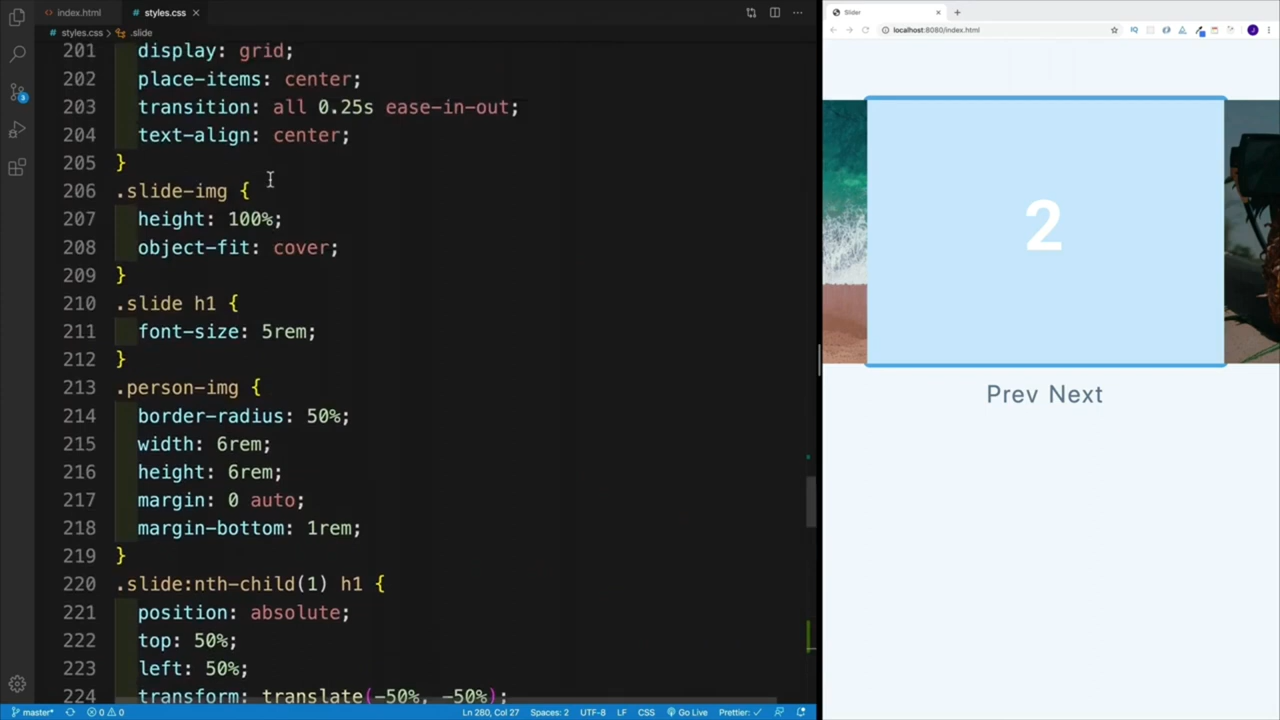 index.html
styles.css
styles.css > .slide
201 display: grid;
202 place-items: center;
203 transition: all 0.25s ease-in-out;
204 text-align: center;
205 }
206 .slide-img {
207 height: 100%;
208 object-fit: cover;
209 }
210 .slide h1 {
211 font-size: 5rem;
212 }
213 .person-img {
214 border-radius: 50%;
215 width: 6rem;
216 height: 6rem;
217 margin: 0 auto;
218 margin-bottom: 1rem;
219 }
220 .slide:nth-child(1) h1 {
221 position: absolute;
222 top: 50%;
223 left: 50%;
224 transform: translate(-50%, -50%);
3
master*
0 0
Ln 280, Col 27
Spaces: 2
UTF-8
LF
CSS
Go Live
Prettier: ✓
Slider
localhost:8080/index.html
J
2
Prev Next